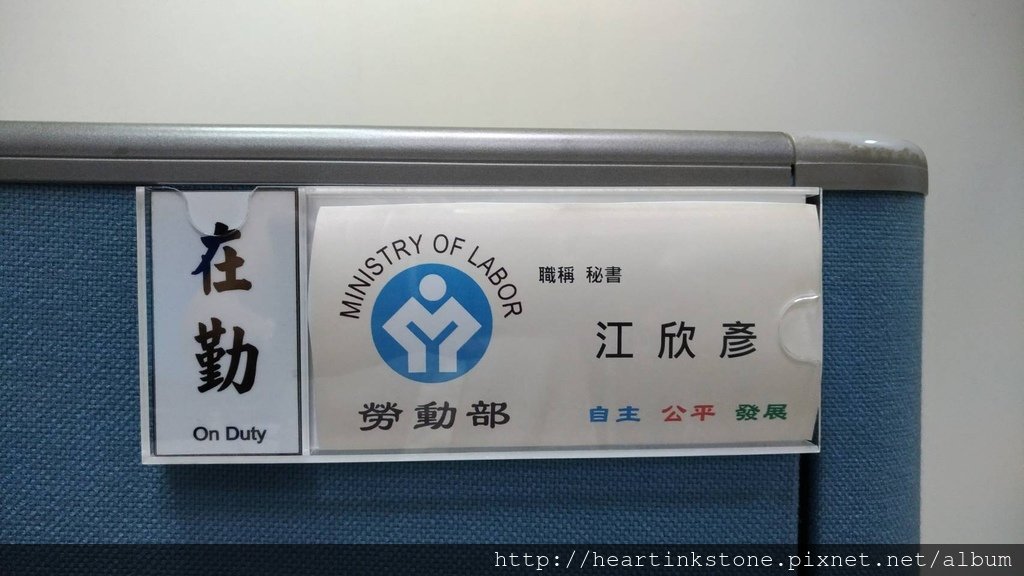 在勤
On Duty
MINISTRY OF LABOR
勞動部
職稱 秘書
江欣彥
自主 公平 發展
http://heartinkstone.pixnet.net/album